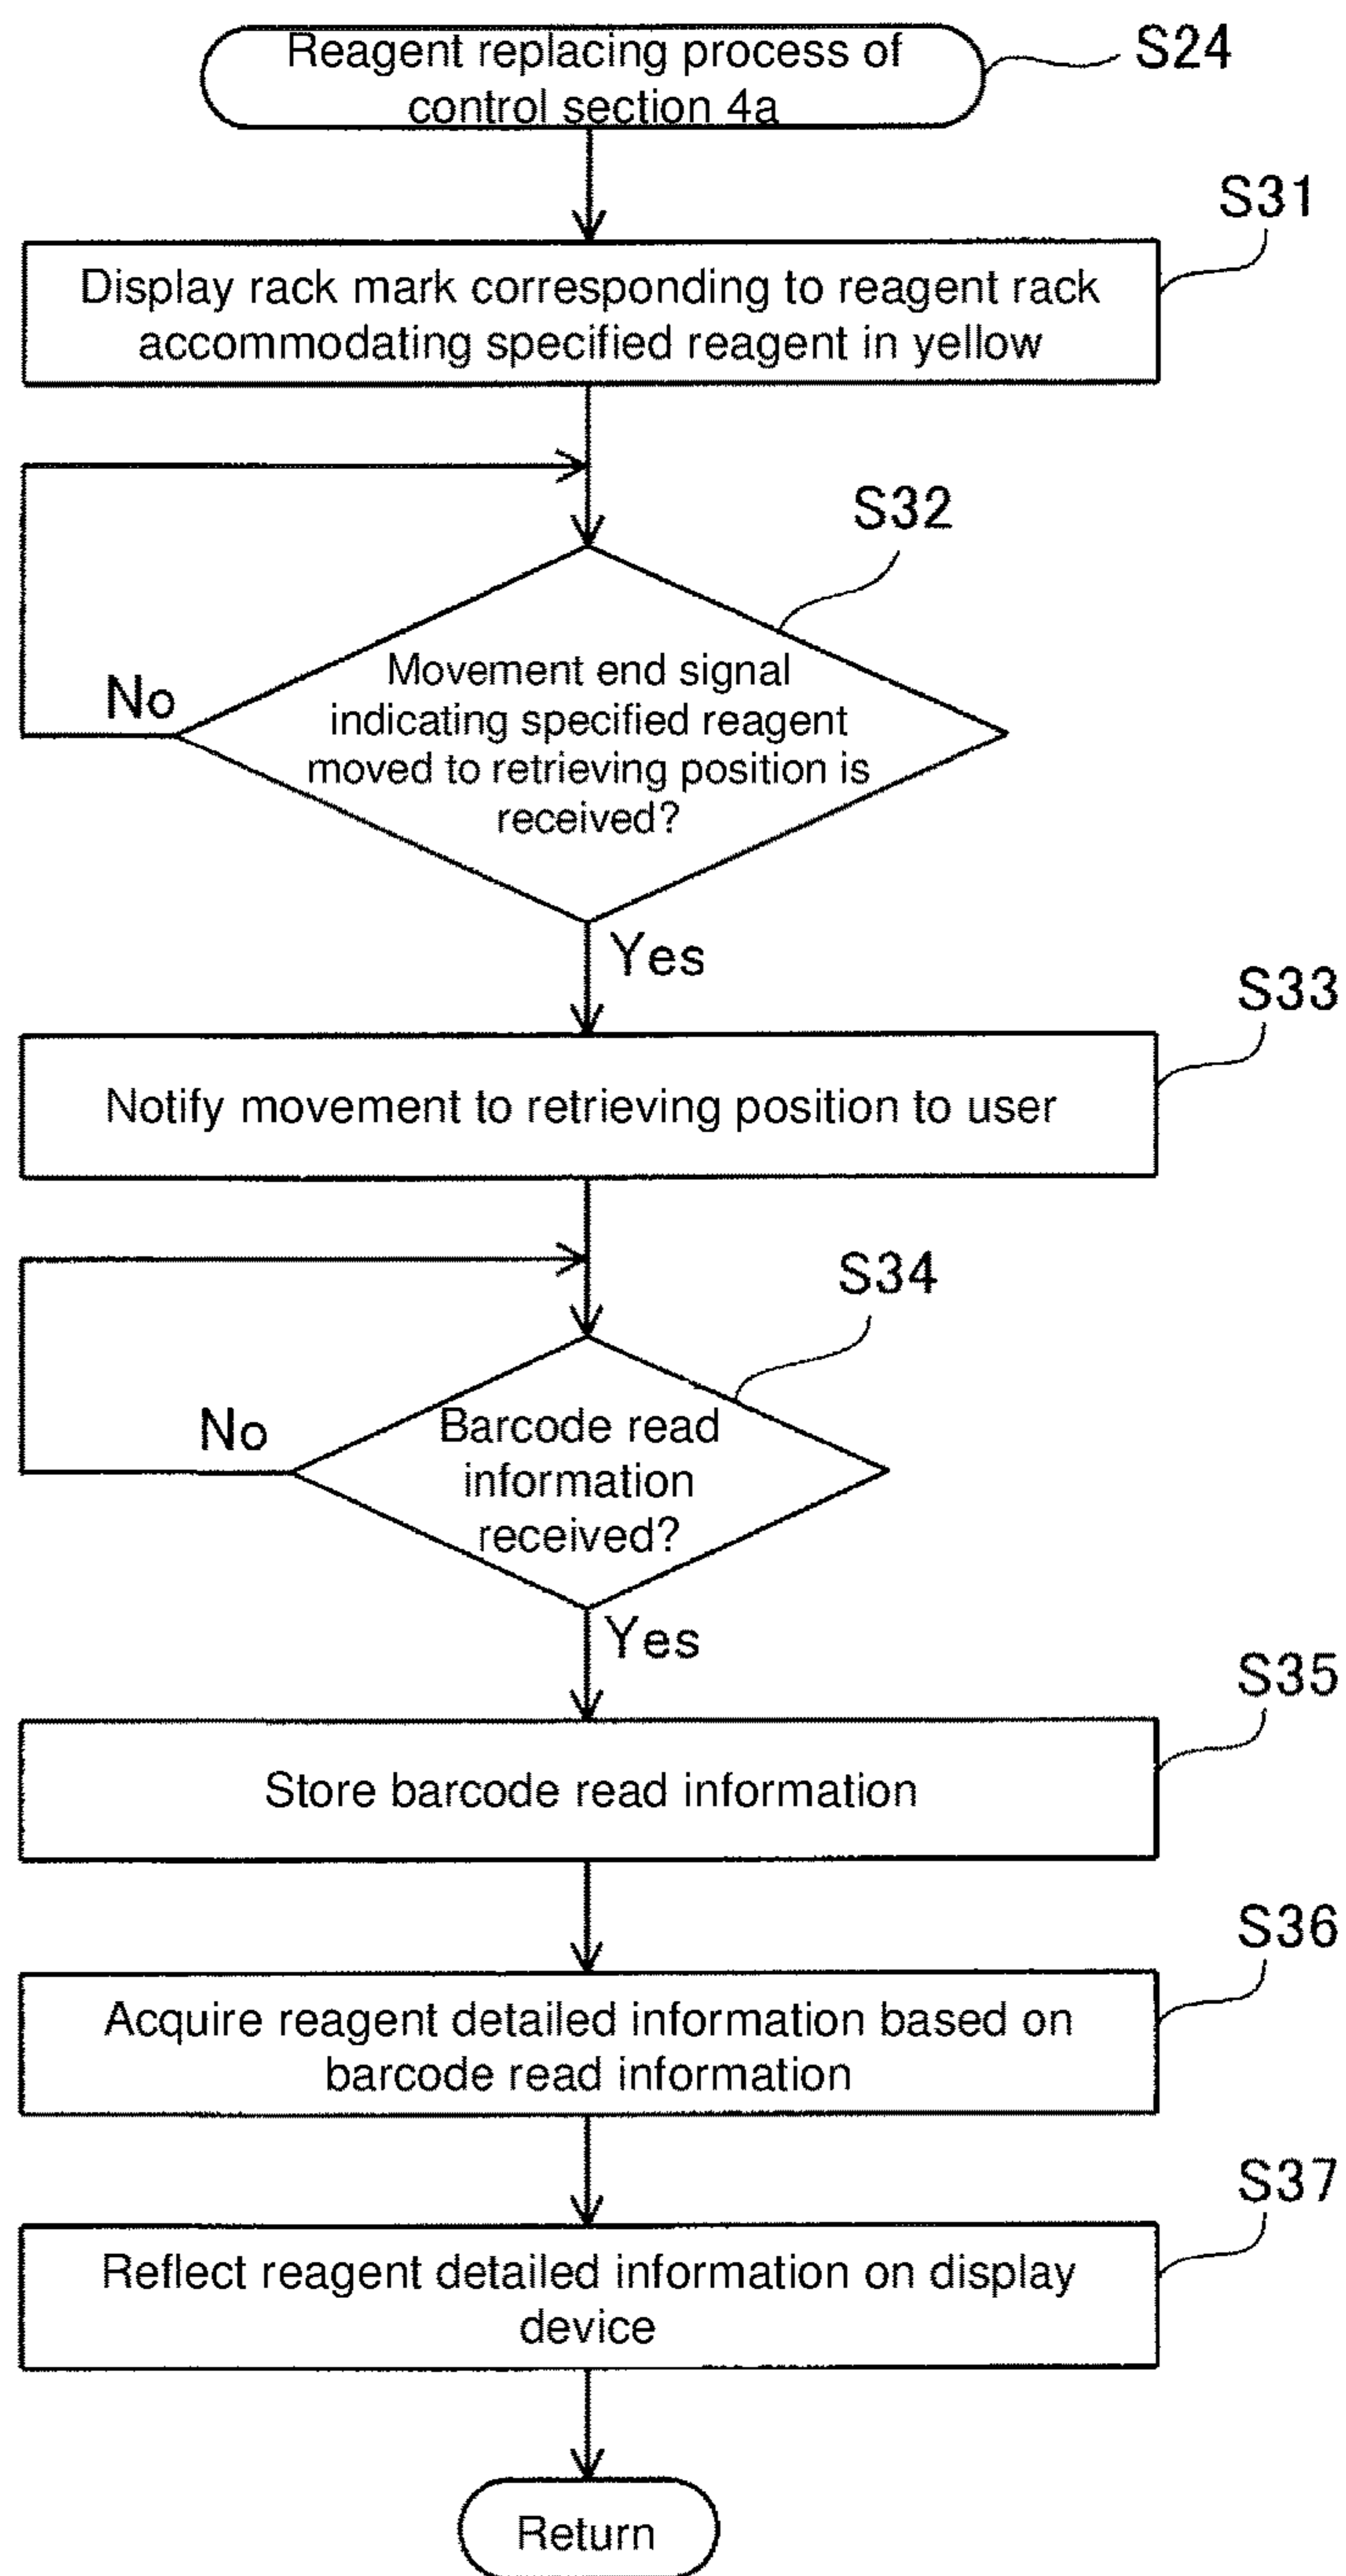 Reagent replacing process of
control section 4a
S24
S31
Display rack mark corresponding to reagent rack
accommodating specified reagent in yellow
S32
Movement end signal
indicating specified reagent
moved to retrieving position is
received?
No
Yes
S33
Notify movement to retrieving position to user
S34
Barcode read
information
received?
No
Yes
S35
Store barcode read information
S36
Acquire reagent detailed information based on
barcode read information
S37
Reflect reagent detailed information on display
device
Return